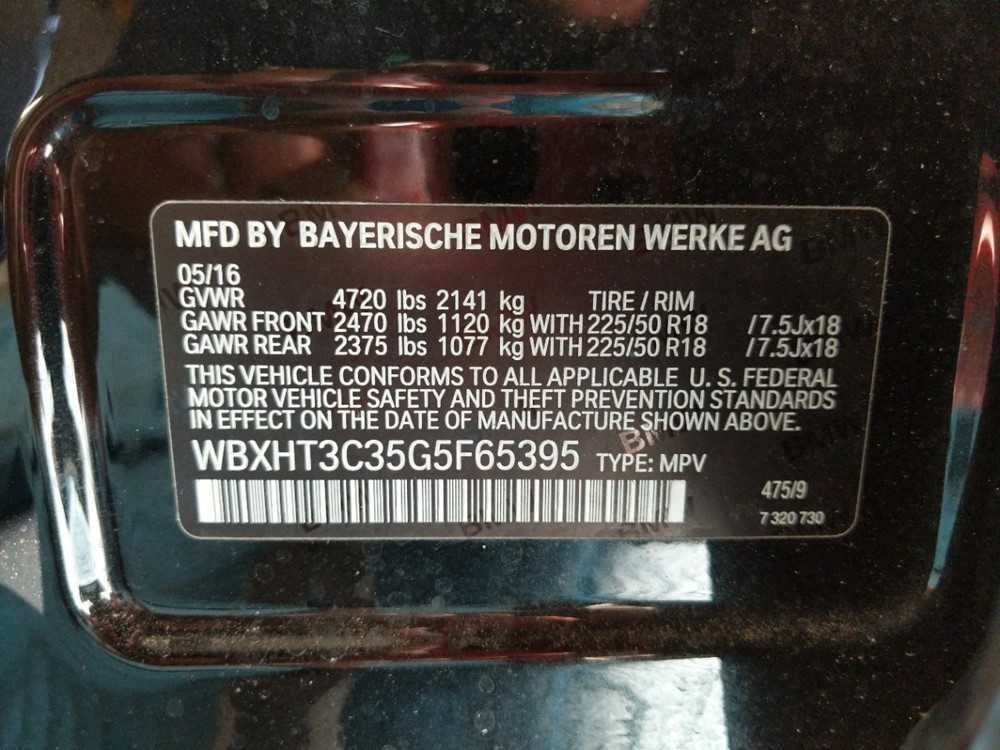 MFD BY BAYERISCHE MOTOREN WERKE AG
05/16
GVWR 4720 lbs 2141 kg TIRE / RIM
GAWR FRONT 2470 lbs 1120 kg WITH 225/50 R18 /7.5Jx18
GAWR REAR 2375 lbs 1077 kg WITH 225/50 R18 /7.5Jx18
THIS VEHICLE CONFORMS TO ALL APPLICABLE U. S. FEDERAL
MOTOR VEHICLE SAFETY AND THEFT PREVENTION STANDARDS
IN EFFECT ON THE DATE OF MANUFACTURE SHOWN ABOVE.
BMW
WBXHT3C35G5F65395 TYPE: MPV
475/9
7 320 730